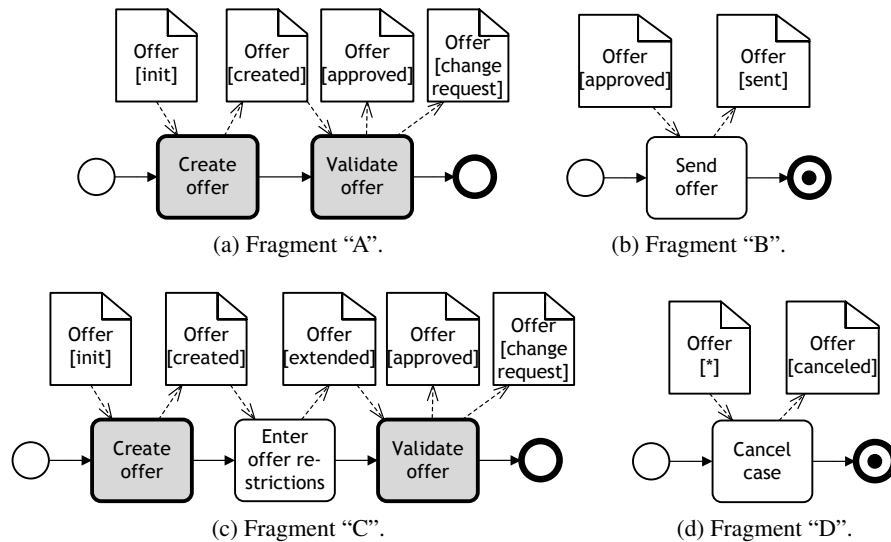 Offer
[init]
Offer
[created]
Offer
[approved]
Offer
[change
request]
Create
offer
Validate
offer
(a) Fragment “A”.
Offer
[approved]
Offer
[sent]
Send
offer
(b) Fragment “B”.
Offer
[init]
Offer
[created]
Offer
[extended]
Offer
[approved]
Offer
[change
request]
Create
offer
Enter
offer re-
strictions
Validate
offer
(c) Fragment “C”.
Offer
[*]
Offer
[canceled]
Cancel
case
(d) Fragment “D”.